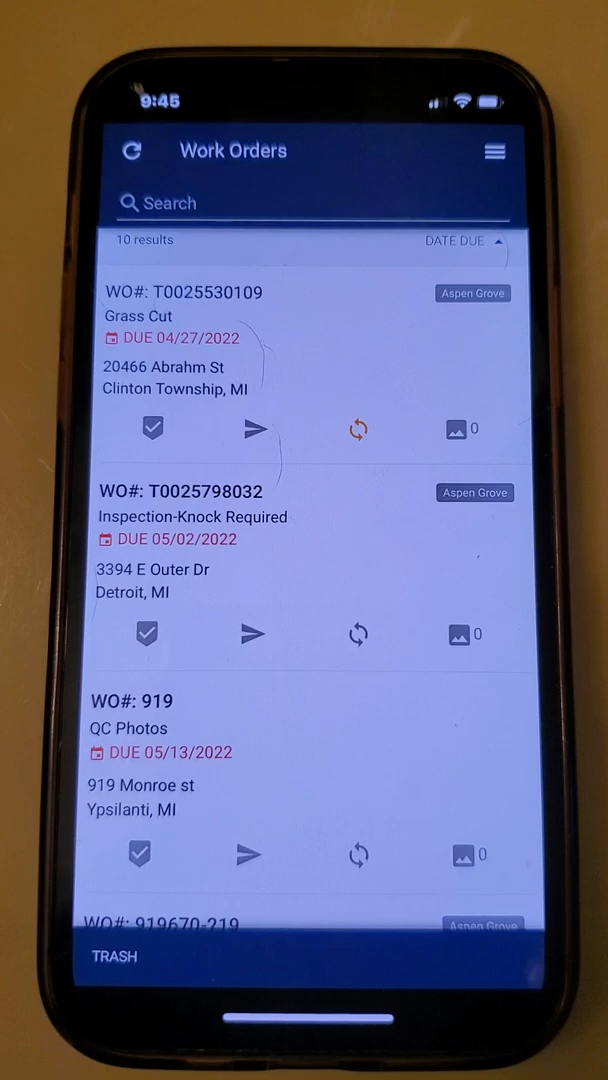 9:45
Work Orders
Search
10 results
DATE DUE
WO#: T0025530109
Aspen Grove
Grass Cut
DUE 04/27/2022
20466 Abrahm St
Clinton Township, MI
0
WO#: T0025798032
Aspen Grove
Inspection-Knock Required
DUE 05/02/2022
3394 E Outer Dr
Detroit, MI
0
WO#: 919
QC Photos
DUE 05/13/2022
919 Monroe st
Ypsilanti, MI
0
WO#: 919670-219
Aspen Grove
TRASH